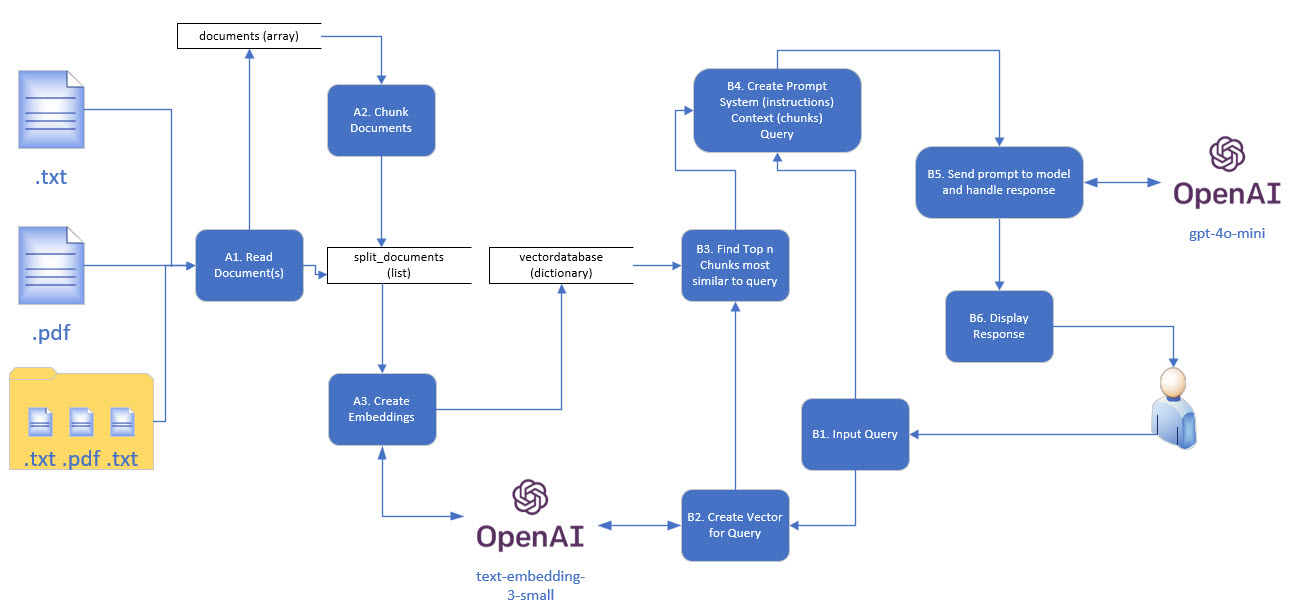 documents (array)
.txt
A2. Chunk
Documents
B4. Create Prompt
System (instructions)
Context (chunks)
Query
B5. Send prompt to model
and handle response
OpenAI
gpt-4o-mini
.pdf
A1. Read
Document(s)
split_documents
(list)
vectordatabase
(dictionary)
B3. Find Top n
Chunks most
similar to query
B6. Display
Response
.txt .pdf .txt
A3. Create
Embeddings
B1. Input Query
OpenAI
text-embedding-
3-small
B2. Create Vector
for Query